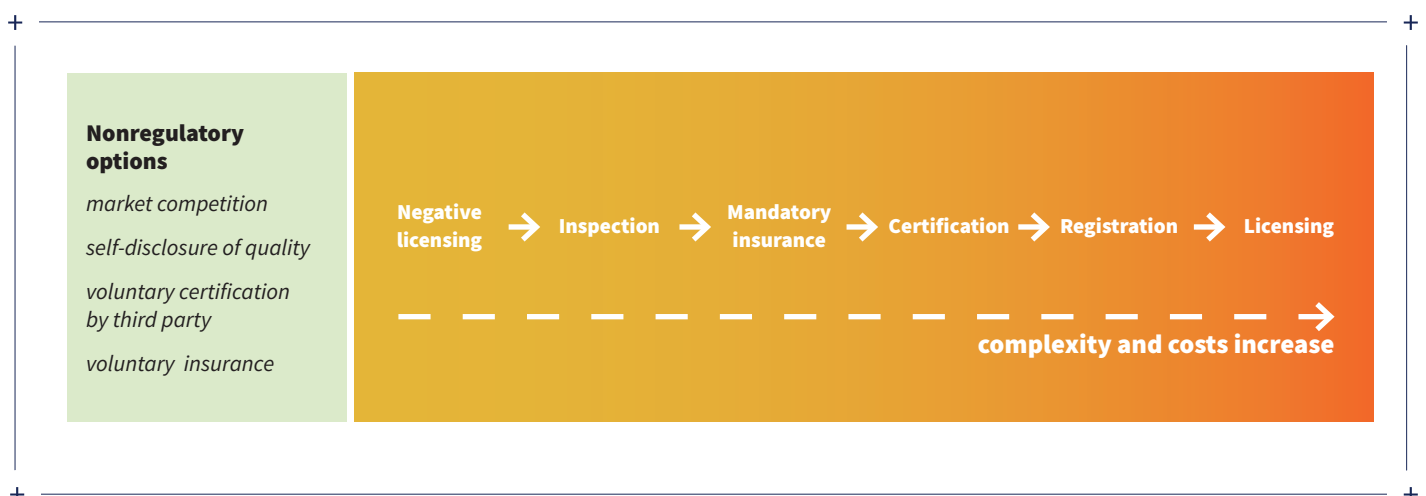 Nonregulatory
options
market competition
self-disclosure of quality
voluntary certification
by third party
voluntary insurance
Negative
licensing
Inspection
Mandatory
insurance
Certification
Registration
Licensing
complexity and costs increase